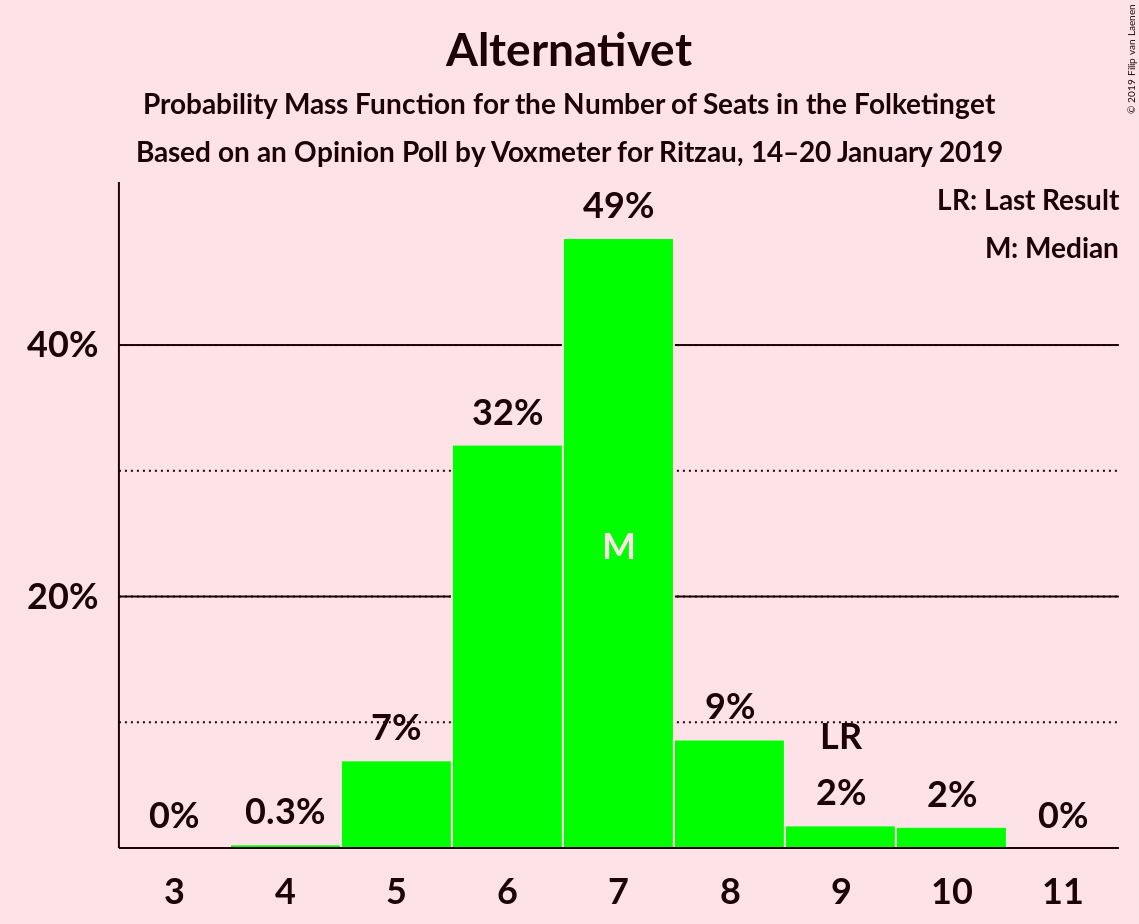 Alternativet
Probability Mass Function for the Number of Seats in the Folketinget
Based on an Opinion Poll by Voxmeter for Ritzau, 14–20 January 2019
© 2019 Filip van Laenen
LR: Last Result
M: Median
49%
40%
32%
M
20%
9%
7%
LR
2%
2%
0.3%
0%
0%
3 4 5 6 7 8 9 10 11